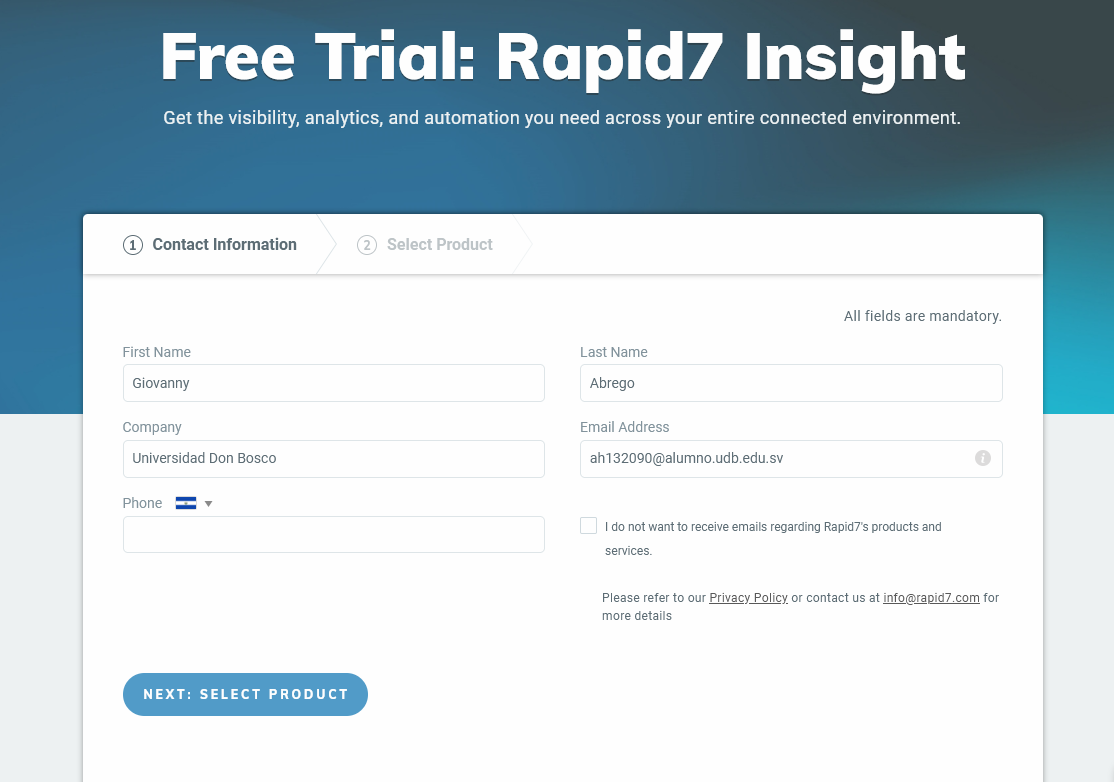 Free Trial: Rapid7 Insight
Get the visibility, analytics, and automation you need across your entire connected environment.
1 Contact Information
2 Select Product
All fields are mandatory.
First Name
Last Name
Giovanny
Abrego
Company
Email Address
Universidad Don Bosco
ah132090@alumno.udb.edu.sv
i
Phone
I do not want to receive emails regarding Rapid7's products and
services.
Please refer to our Privacy Policy or contact us at info@rapid7.com for
more details
NEXT: SELECT PRODUCT